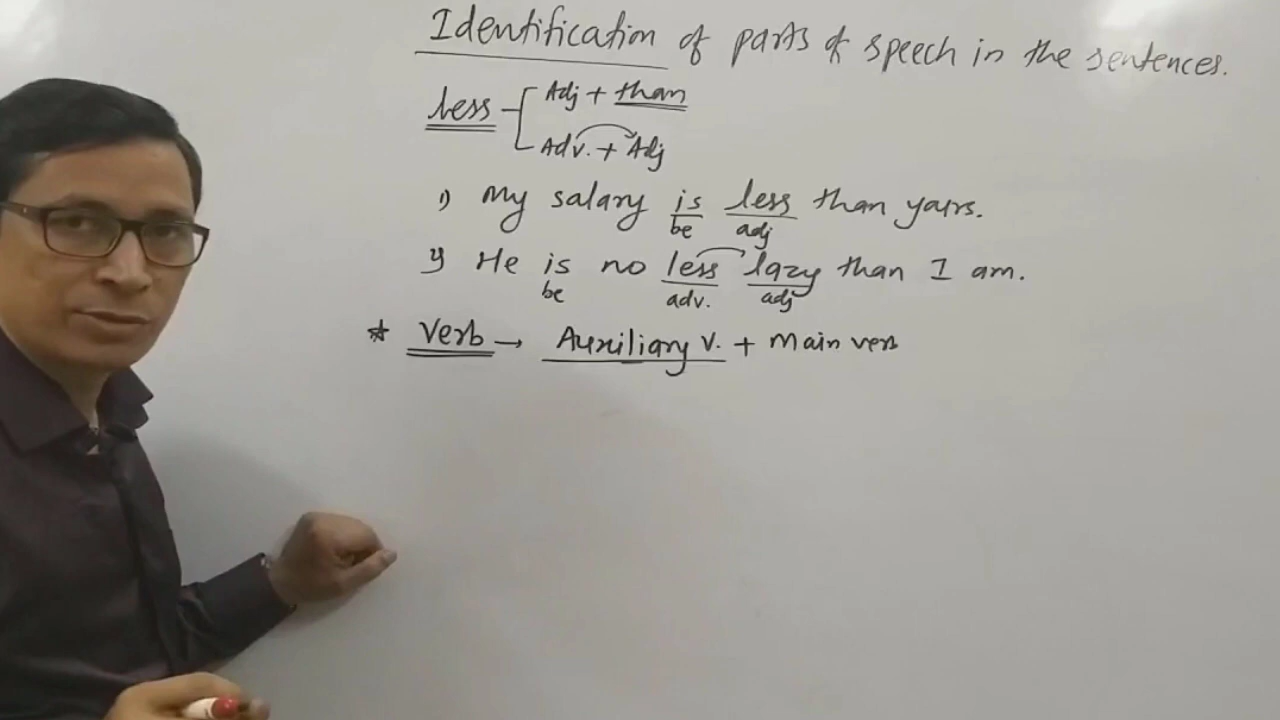 Identification of parts of speech in the sentences.
less - Adj + than
Adv. + Adj
1) My salary is less than yours.
be adj
2) He is no less lazy than I am.
be adv. adj
* Verb → Auxiliary V. + Main verb